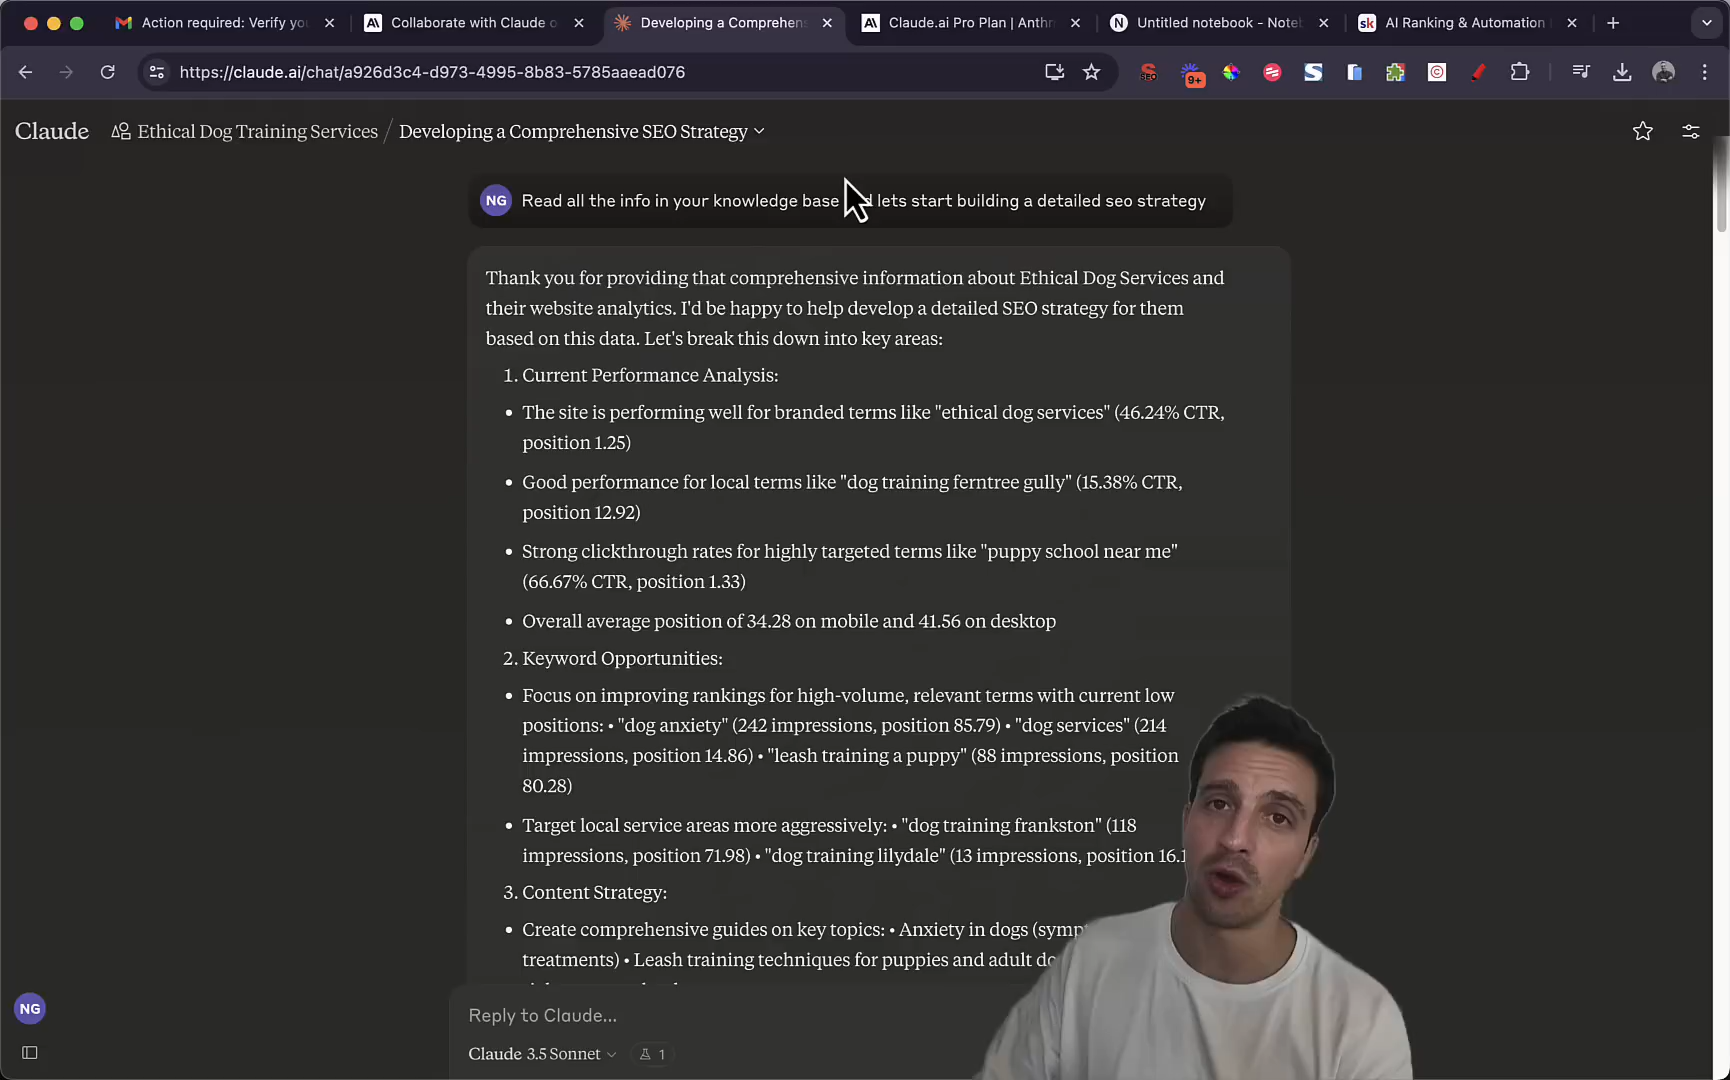 Action required: Verify yo
Collaborate with Claude o
Developing a Comprehens
Claude.ai Pro Plan | Anthr
Untitled notebook - Note
AI Ranking & Automation
https://claude.ai/chat/a926d3c4-d973-4995-8b83-5785aaead076
SEO
9+
Claude
Ethical Dog Training Services / Developing a Comprehensive SEO Strategy
NG
Read all the info in your knowledge base lets start building a detailed seo strategy
Thank you for providing that comprehensive information about Ethical Dog Services and
their website analytics. I'd be happy to help develop a detailed SEO strategy for them
based on this data. Let's break this down into key areas:
1. Current Performance Analysis:
• The site is performing well for branded terms like "ethical dog services" (46.24% CTR,
position 1.25)
• Good performance for local terms like "dog training ferntree gully" (15.38% CTR,
position 12.92)
• Strong clickthrough rates for highly targeted terms like "puppy school near me"
(66.67% CTR, position 1.33)
• Overall average position of 34.28 on mobile and 41.56 on desktop
2. Keyword Opportunities:
• Focus on improving rankings for high-volume, relevant terms with current low
positions: • "dog anxiety" (242 impressions, position 85.79) • "dog services" (214
impressions, position 14.86) • "leash training a puppy" (88 impressions, position
80.28)
• Target local service areas more aggressively: • "dog training frankston" (118
impressions, position 71.98) • "dog training lilydale" (13 impressions, position 16.1
3. Content Strategy:
• Create comprehensive guides on key topics: • Anxiety in dogs (symp
treatments) • Leash training techniques for puppies and adult do
NG
Reply to Claude...
Claude 3.5 Sonnet
1